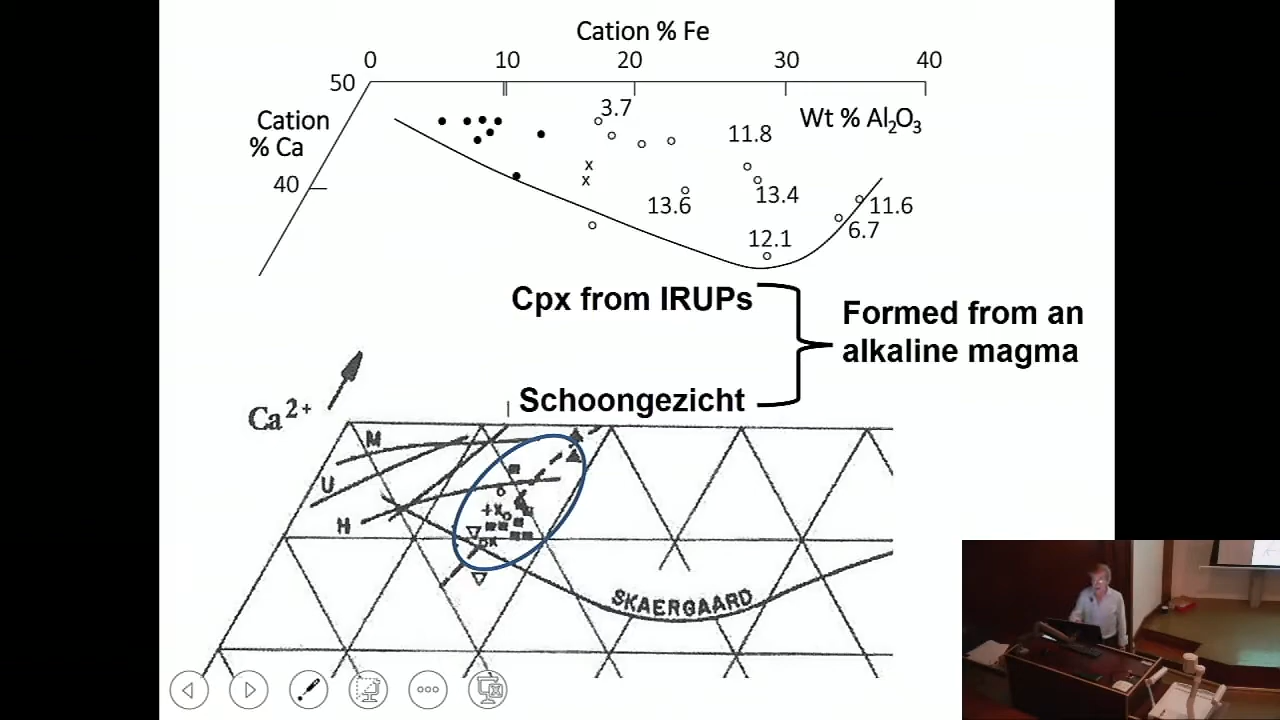 Cation % Fe
0 10 20 30 40
50
Cation
% Ca
40
3.7
Wt % Al₂O₃
11.8
13.6
13.4
11.6
6.7
12.1
Cpx from IRUPs
Formed from an
alkaline magma
Schoongezicht
Ca²⁺
M
U
H
SKAERGAARD